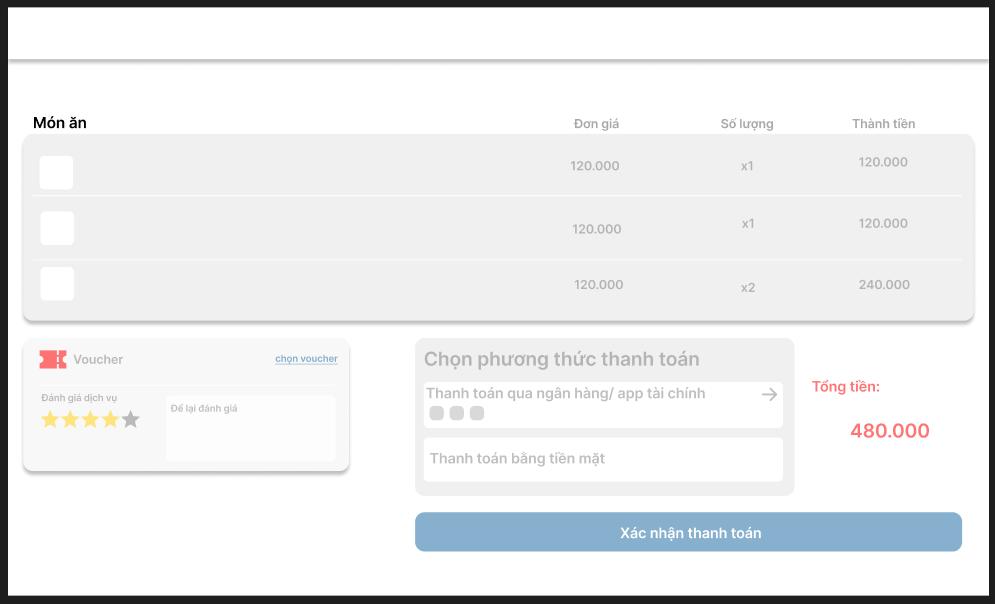 Món ăn Đơn giá Số lượng Thành tiền
120.000 x1 120.000
120.000 x1 120.000
120.000 x2 240.000
Voucher chọn voucher
Đánh giá dịch vụ
Để lại đánh giá
Chọn phương thức thanh toán
Thanh toán qua ngân hàng/ app tài chính
Thanh toán bằng tiền mặt
Tổng tiền:
480.000
Xác nhận thanh toán